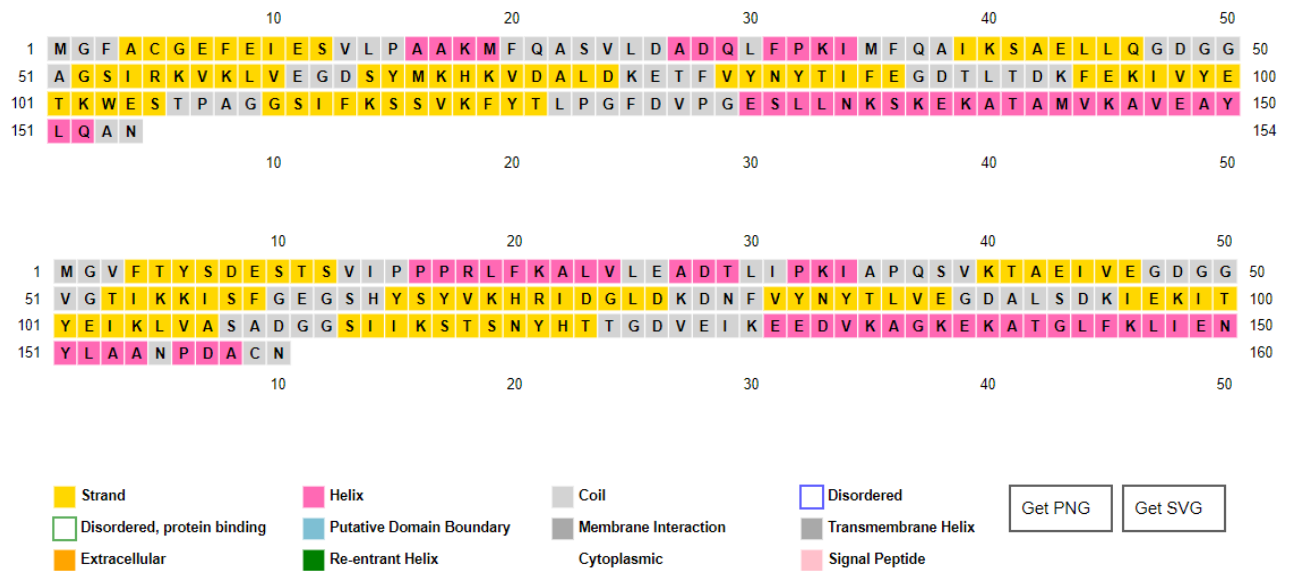 10 20 30 40 50
1 M G F A C G E F E I E S V L P A A K M F Q A S V L D A D Q L F P K I M F Q A I K S A E L L Q G D G G 50
51 A G S I R K V K L V E G D S Y M K H K V D A L D K E T F V Y N Y T I F E G D T L T D K F E K I V Y E 100
101 T K W E S T P A G G S I F K S S V K F Y T L P G F D V P G E S L L N K S K E K A T A M V K A V E A Y 150
151 L Q A N 154
10 20 30 40 50
10 20 30 40 50
1 M G V F T Y S D E S T S V I P P P R L F K A L V L E A D T L I P K I A P Q S V K T A E I V E G D G G 50
51 V G T I K K I S F G E G S H Y S Y V K H R I D G L D K D N F V Y N Y T L V E G D A L S D K I E K I T 100
101 Y E I K L V A S A D G G S I I K S T S N Y H T T G D V E I K E E D V K A G K E K A T G L F K L I E N 150
151 Y L A A N P D A C N 160
10 20 30 40 50
Strand Helix Coil Disordered
Disordered, protein binding Putative Domain Boundary Membrane Interaction Transmembrane Helix
Extracellular Re-entrant Helix Cytoplasmic Signal Peptide
Get PNG Get SVG